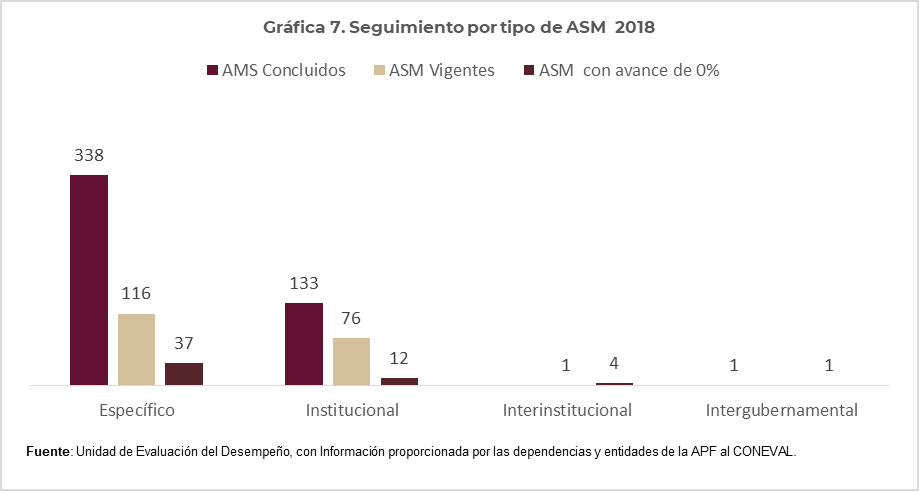 Gráfica 7. Seguimiento por tipo de ASM 2018
AMS Concluidos ASM Vigentes ASM con avance de 0%
338
116
37
133
76
12
1
4
1
1
Específico Institucional Interinstitucional Intergubernamental
Fuente: Unidad de Evaluación del Desempeño, con Información proporcionada por las dependencias y entidades de la APF al CONEVAL.